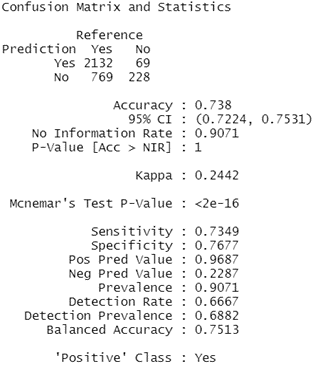 Confusion Matrix and Statistics
Reference
Prediction Yes No
Yes 2132 69
No 769 228
Accuracy : 0.738
95% CI : (0.7224, 0.7531)
No Information Rate : 0.9071
P-Value [Acc > NIR] : 1
Kappa : 0.2442
Mcnemar's Test P-Value : <2e-16
Sensitivity : 0.7349
Specificity : 0.7677
Pos Pred Value : 0.9687
Neg Pred Value : 0.2287
Prevalence : 0.9071
Detection Rate : 0.6667
Detection Prevalence : 0.6882
Balanced Accuracy : 0.7513
'Positive' Class : Yes